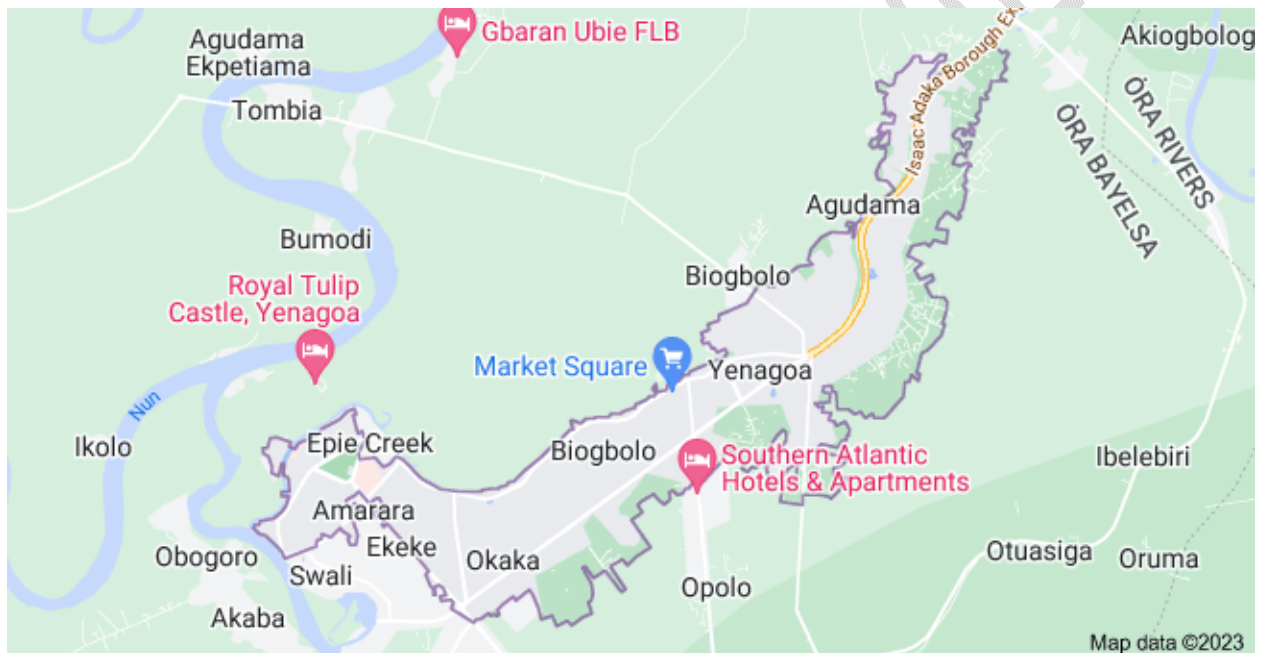 Gbaran Ubie FLB
Agudama
Ekpetiama
Akiogbolog
Tombia
Isaac Adaka Borough Ex
ÓRA RIVERS
ÓRA BAYELSA
Agudama
Bumodi
Biogbolo
Royal Tulip
Castle, Yenagoa
Market Square
Yenagoa
Nun
Ikolo
Epie Creek
Biogbolo
Southern Atlantic
Hotels & Apartments
Ibelebiri
Amarara
Obogoro
Ekeke
Okaka
Otuasiga
Oruma
Swali
Opolo
Akaba
Map data ©2023